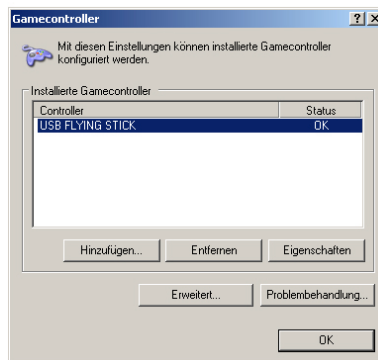 Gamecontroller
Mit diesen Einstellungen können installierte Gamecontroller
konfiguriert werden.
Installierte Gamecontroller
Controller Status
USB FLYING STICK OK
Hinzufügen... Entfernen Eigenschaften
Erweitert... Problembehandlung...
OK